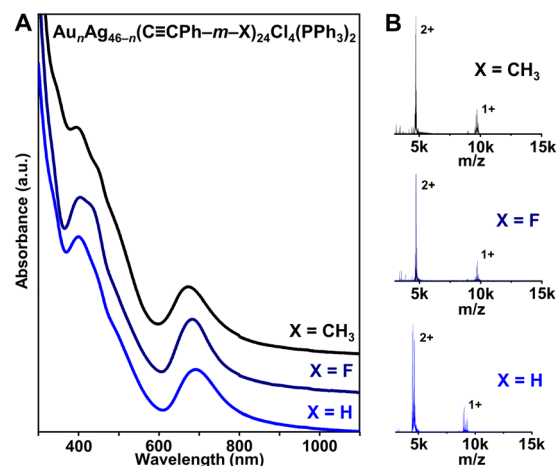 A
AuₙAg₄₆₋ₙ(C≡CPh–m–X)₂₄Cl₄(PPh₃)₂
Absorbance (a.u.)
X = CH₃
X = F
X = H
400 600 800 1000
Wavelength (nm)
B
2+
X = CH₃
1+
5k 10k 15k
m/z
2+
X = F
1+
5k 10k 15k
m/z
2+
X = H
1+
5k 10k 15k
m/z